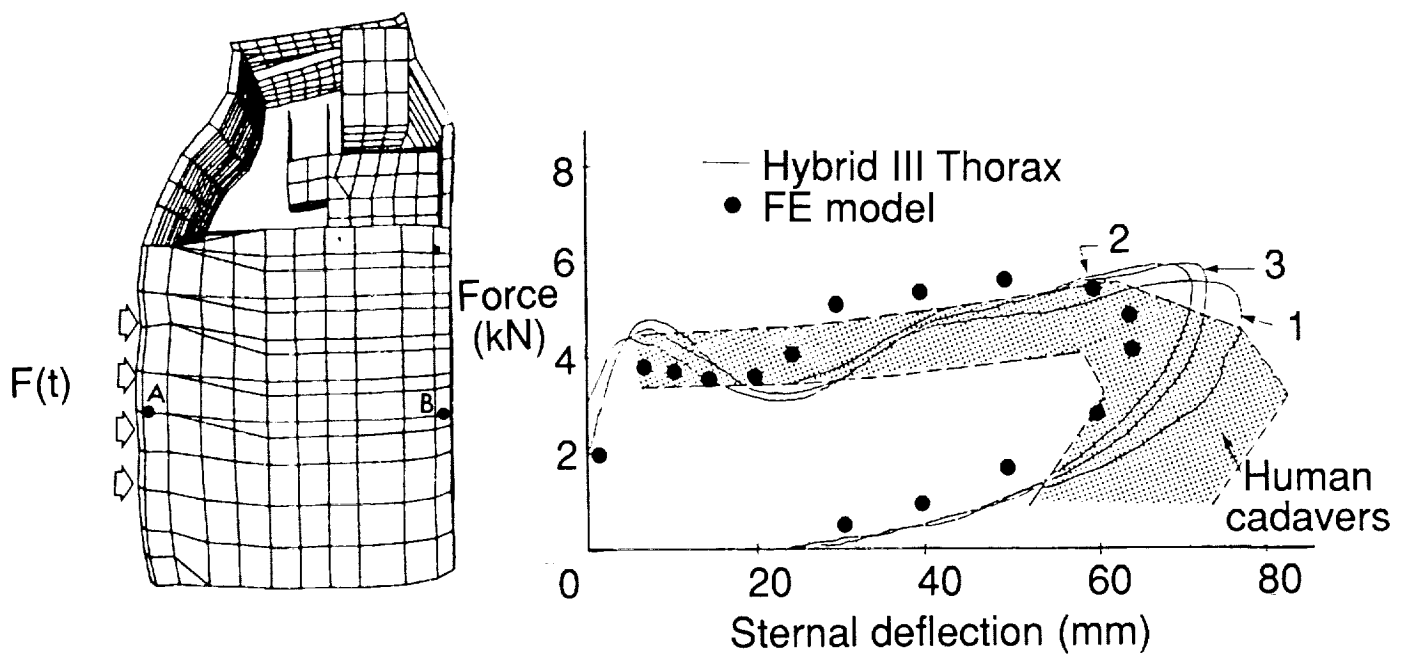 F(t)
A
B
Force
(kN)
8
6
4
2
0
20
40
60
80
Sternal deflection (mm)
Hybrid III Thorax
FE model
2
3
1
Human
cadavers